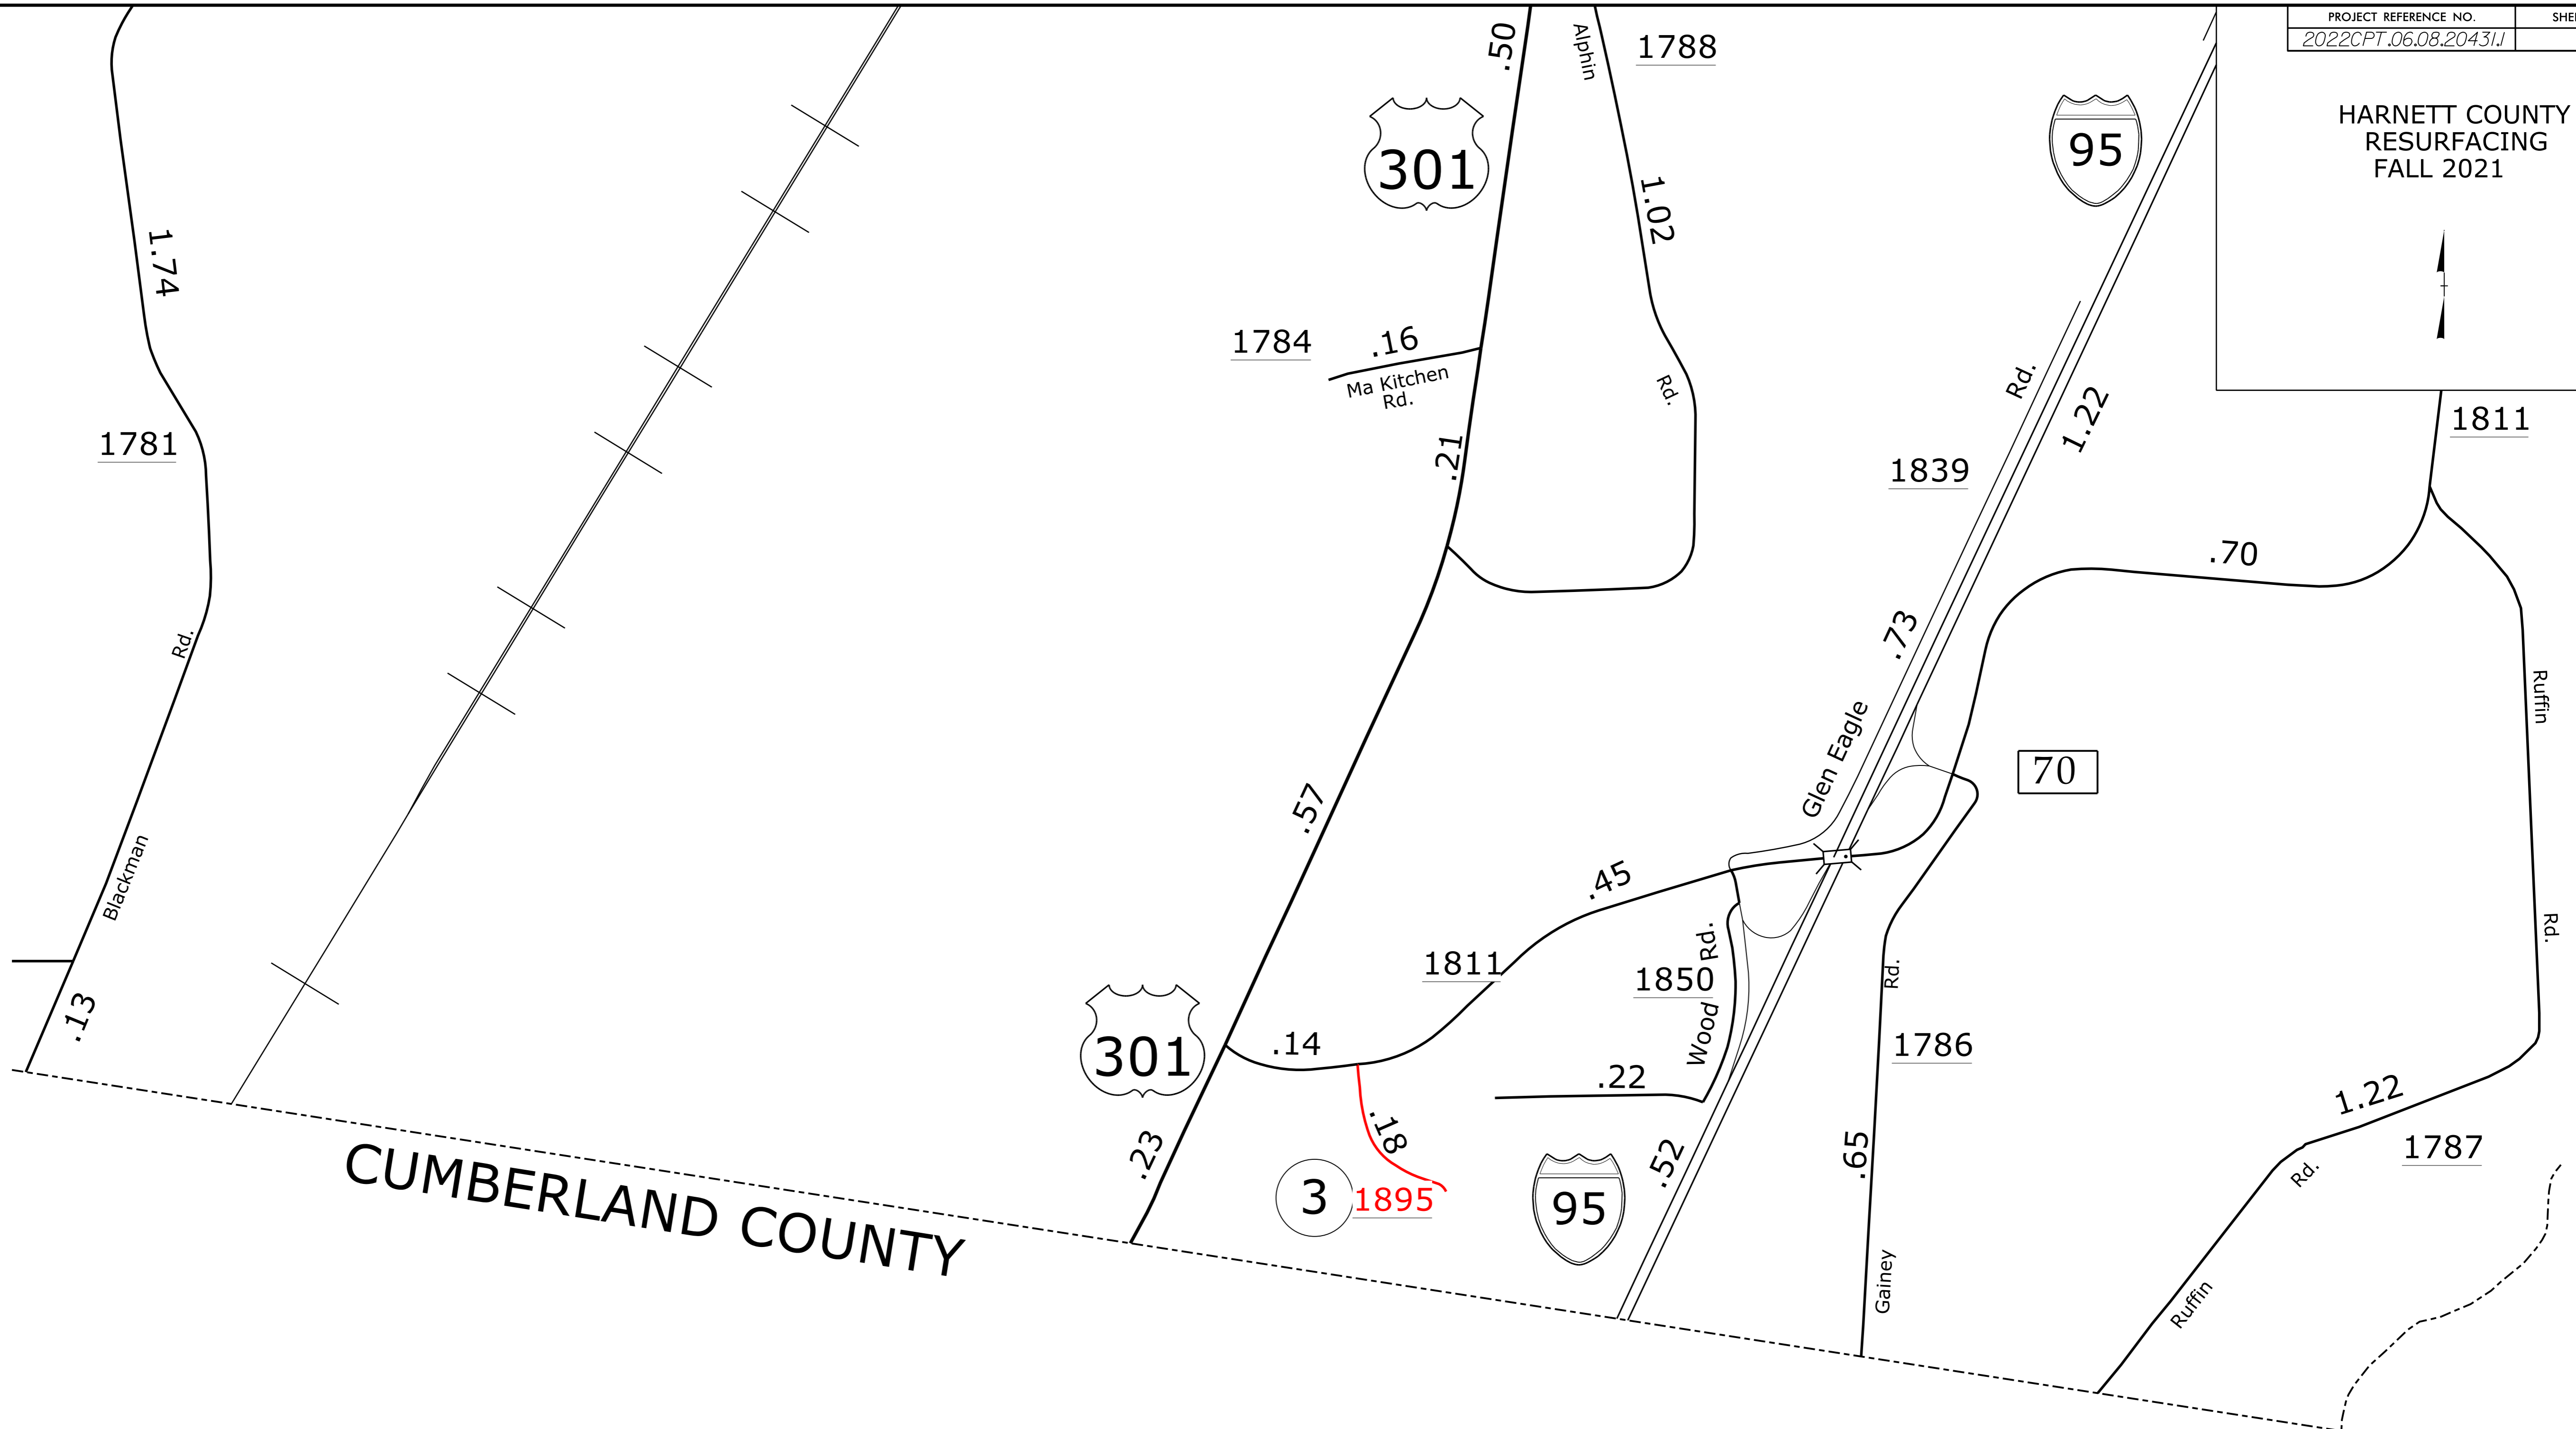 PROJECT REFERENCE NO.
SHE
2022CPT.06.08.20431.1
HARNETT COUNTY
RESURFACING
FALL 2021
.50
Alphin
1788
301
95
1.74
1.02
1784
.16
Ma Kitchen
Rd.
Rd.
Rd.
1.22
1811
1781
.21
1839
.70
Rd.
.73
Ruffin
Glen Eagle
70
.57
Blackman
.45
Rd.
Rd.
1811
1850
Rd.
.13
Wood
1786
301
.14
.22
1.22
.18
.23
.52
.65
1787
CUMBERLAND COUNTY
3
1895
95
Rd.
Gainey
Ruffin